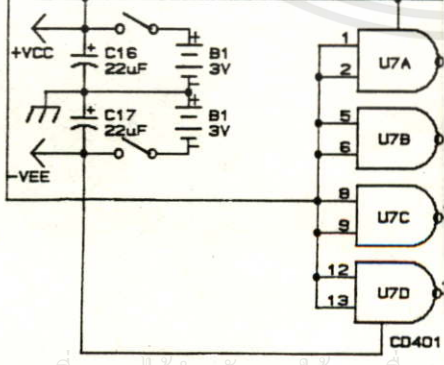 +VCC
C16
22uF
B1
3V
C17
22uF
B1
3V
-VEE
1
2
U7A
5
6
U7B
8
9
U7C
12
13
U7D
CD401